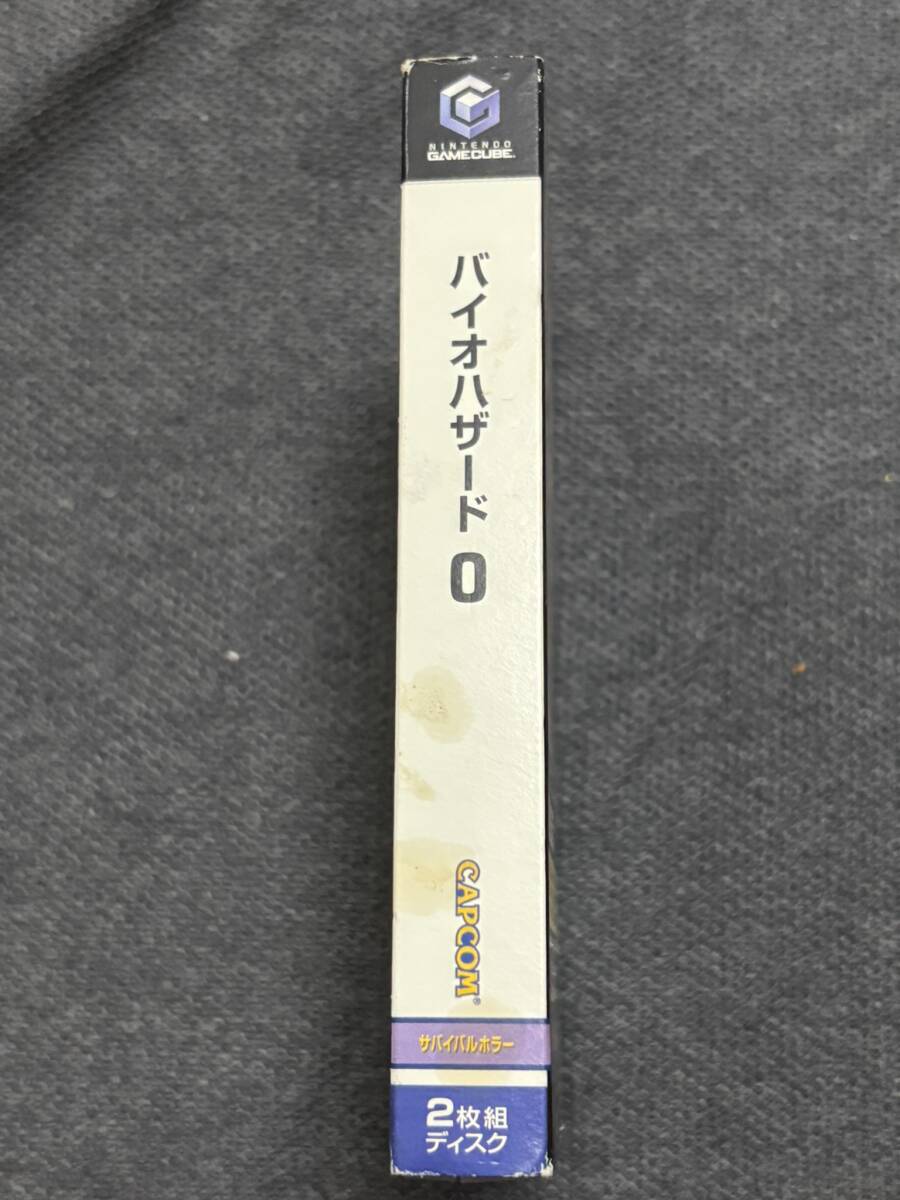 NINTENDO
GAMECUBE
バイオハザード 0
CAPCOM®
サバイバルホラー
2枚組
ディスク